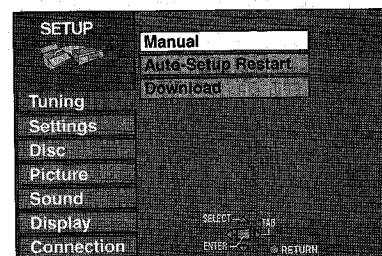 SETUP
Manual
Auto-Setup Restart
Download
Tuning
Settings
Disc
Picture
Sound
Display
Connection
SELECT
TAB
ENTER
RETURN